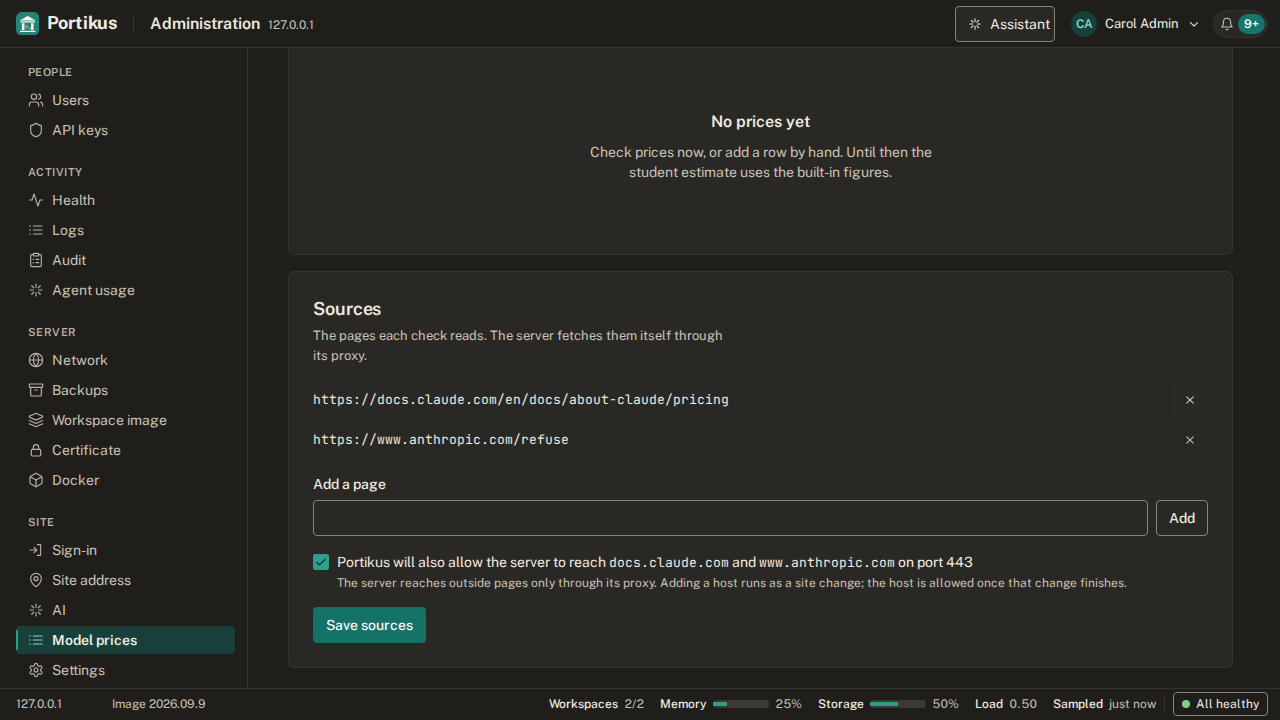 Portikus
Administration 127.0.0.1
Assistant
CA Carol Admin
9+
PEOPLE
Users
API keys
ACTIVITY
Health
Logs
Audit
Agent usage
SERVER
Network
Backups
Workspace image
Certificate
Docker
SITE
Sign-in
Site address
AI
Model prices
Settings
No prices yet
Check prices now, or add a row by hand. Until then the
student estimate uses the built-in figures.
Sources
The pages each check reads. The server fetches them itself through
its proxy.
https://docs.claude.com/en/docs/about-claude/pricing
https://www.anthropic.com/refuse
Add a page
Add
Portikus will also allow the server to reach docs.claude.com and www.anthropic.com on port 443
The server reaches outside pages only through its proxy. Adding a host runs as a site change; the host is allowed once that change finishes.
Save sources
127.0.0.1 Image 2026.09.9 Workspaces 2/2 Memory 25% Storage 50% Load 0.50 Sampled just now All healthy